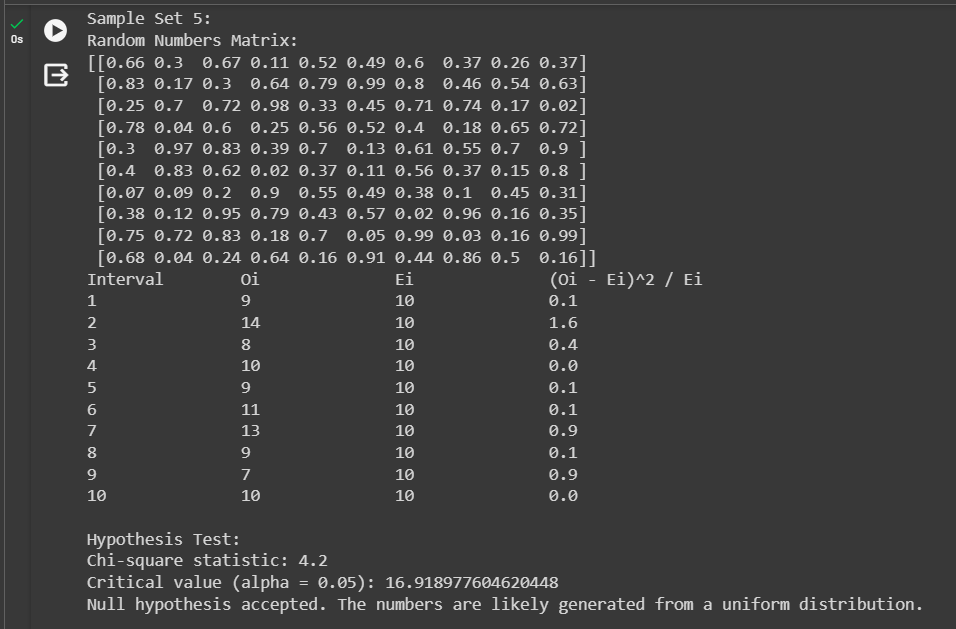 0s
Sample Set 5:
Random Numbers Matrix:
[[0.66 0.3  0.67 0.11 0.52 0.49 0.6  0.37 0.26 0.37]
 [0.83 0.17 0.3  0.64 0.79 0.99 0.8  0.46 0.54 0.63]
 [0.25 0.7  0.72 0.98 0.33 0.45 0.71 0.74 0.17 0.02]
 [0.78 0.04 0.6  0.25 0.56 0.52 0.4  0.18 0.65 0.72]
 [0.3  0.97 0.83 0.39 0.7  0.13 0.61 0.55 0.7  0.9 ]
 [0.4  0.83 0.62 0.02 0.37 0.11 0.56 0.37 0.15 0.8 ]
 [0.07 0.09 0.2  0.9  0.55 0.49 0.38 0.1  0.45 0.31]
 [0.38 0.12 0.95 0.79 0.43 0.57 0.02 0.96 0.16 0.35]
 [0.75 0.72 0.83 0.18 0.7  0.05 0.99 0.03 0.16 0.99]
 [0.68 0.04 0.24 0.64 0.16 0.91 0.44 0.86 0.5  0.16]]
Interval        Oi              Ei              (Oi - Ei)^2 / Ei
1               9               10              0.1
2               14              10              1.6
3               8               10              0.4
4               10              10              0.0
5               9               10              0.1
6               11              10              0.1
7               13              10              0.9
8               9               10              0.1
9               7               10              0.9
10              10              10              0.0
Hypothesis Test:
Chi-square statistic: 4.2
Critical value (alpha = 0.05): 16.918977604620448
Null hypothesis accepted. The numbers are likely generated from a uniform distribution.